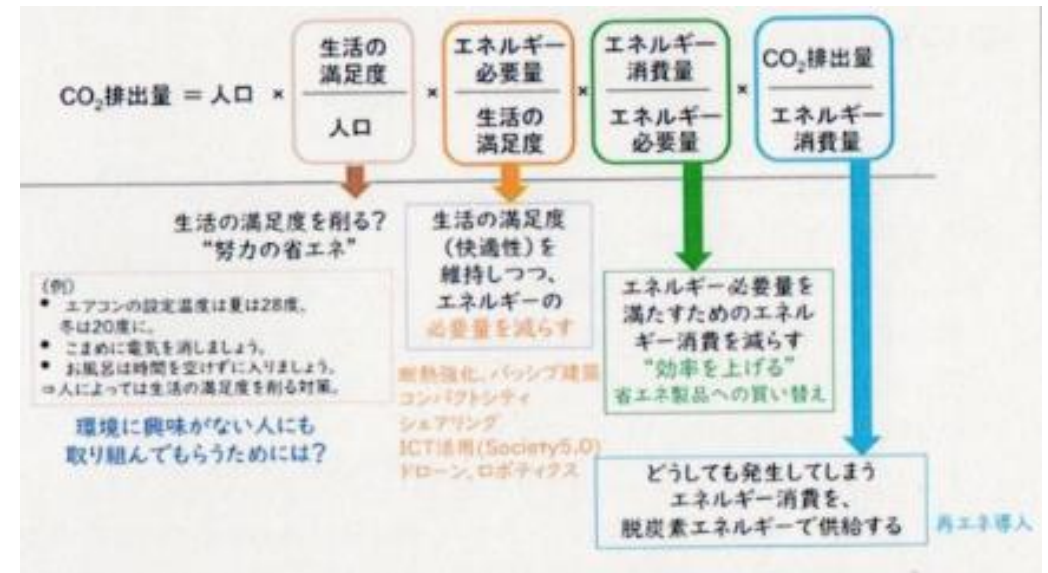 CO₂排出量 = 人口 × 生活の満足度/人口 × エネルギー必要量/生活の満足度 × エネルギー消費量/エネルギー必要量 × CO₂排出量/エネルギー消費量
生活の満足度を削る?
“努力の省エネ”
(例)
• エアコンの設定温度は夏は28度、
冬は20度に。
• こまめに電気を消しましょう。
• お風呂は時間を空けずに入りましょう。
⇒人によっては生活の満足度を削る対策。
環境に興味がない人にも
取り組んでもらうためには?
生活の満足度
(快適性)を
維持しつつ、
エネルギーの
必要量を減らす
断熱強化、パッシブ建築
コンパクトシティ
シェアリング
ICT活用(Society5.0)
ドローン、ロボティクス
エネルギー必要量を
満たすためのエネル
ギー消費を減らす
“効率を上げる”
省エネ製品への買い替え
どうしても発生してしまう
エネルギー消費を、
脱炭素エネルギーで供給する
再エネ導入